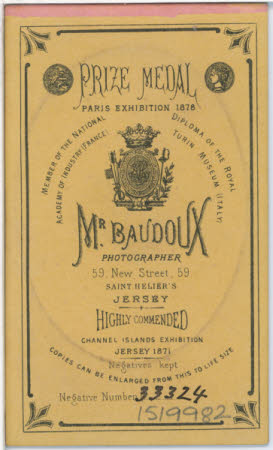 PRIZE MEDAL
PARIS EXHIBITION 1878
MEMBER OF THE NATIONAL
ACADEMY OF INDUSTRY (FRANCE)
DIPLOMA OF THE ROYAL
TURIN MUSEUM (ITALY)
MR BAUDOUX
PHOTOGRAPHER
59, New Street, 59
SAINT HELIER'S
JERSEY
HIGHLY COMMENDED
CHANNEL ISLANDS EXHIBITION
JERSEY 1871
Negatives kept
COPIES CAN BE ENLARGED FROM THIS TO LIFE SIZE
Negative Number 33324
1519982